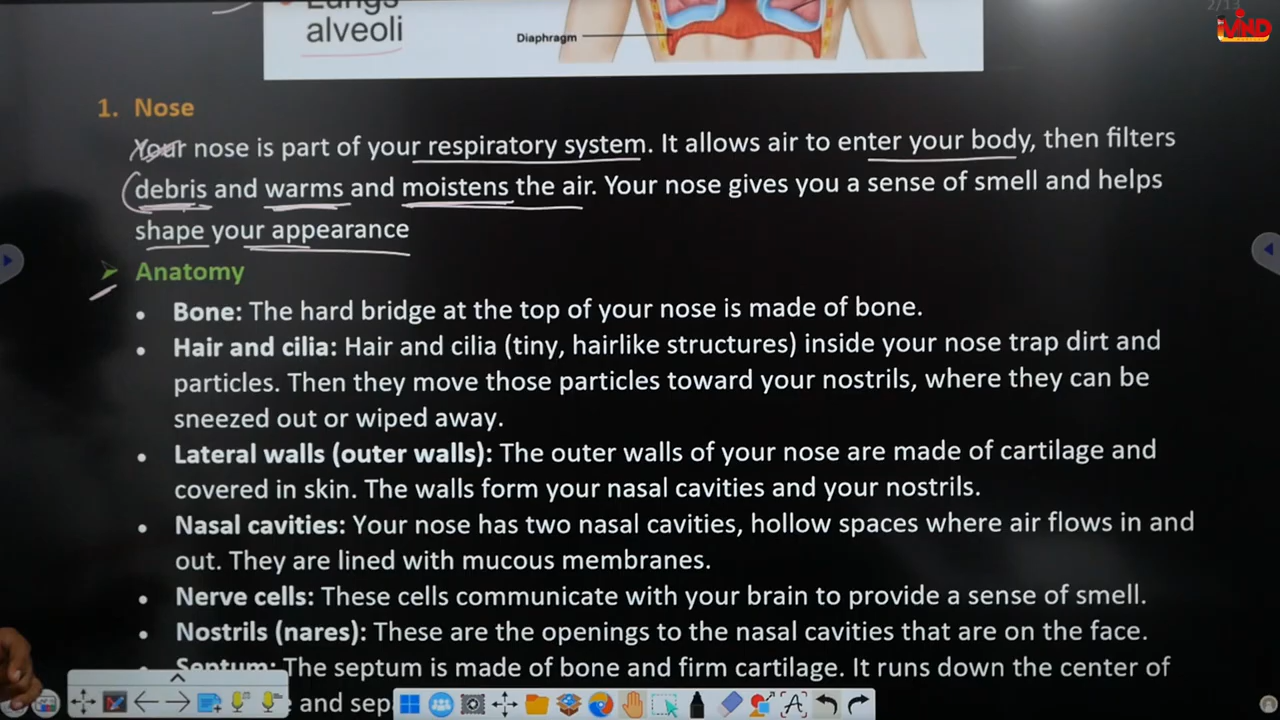 2/13
iVIND
Lungs
alveoli
Diaphragm
1. Nose
Your nose is part of your respiratory system. It allows air to enter your body, then filters
debris and warms and moistens the air. Your nose gives you a sense of smell and helps
shape your appearance
Anatomy
• Bone: The hard bridge at the top of your nose is made of bone.
• Hair and cilia: Hair and cilia (tiny, hairlike structures) inside your nose trap dirt and
particles. Then they move those particles toward your nostrils, where they can be
sneezed out or wiped away.
• Lateral walls (outer walls): The outer walls of your nose are made of cartilage and
covered in skin. The walls form your nasal cavities and your nostrils.
• Nasal cavities: Your nose has two nasal cavities, hollow spaces where air flows in and
out. They are lined with mucous membranes.
• Nerve cells: These cells communicate with your brain to provide a sense of smell.
• Nostrils (nares): These are the openings to the nasal cavities that are on the face.
• Septum: The septum is made of bone and firm cartilage. It runs down the center of
and sep